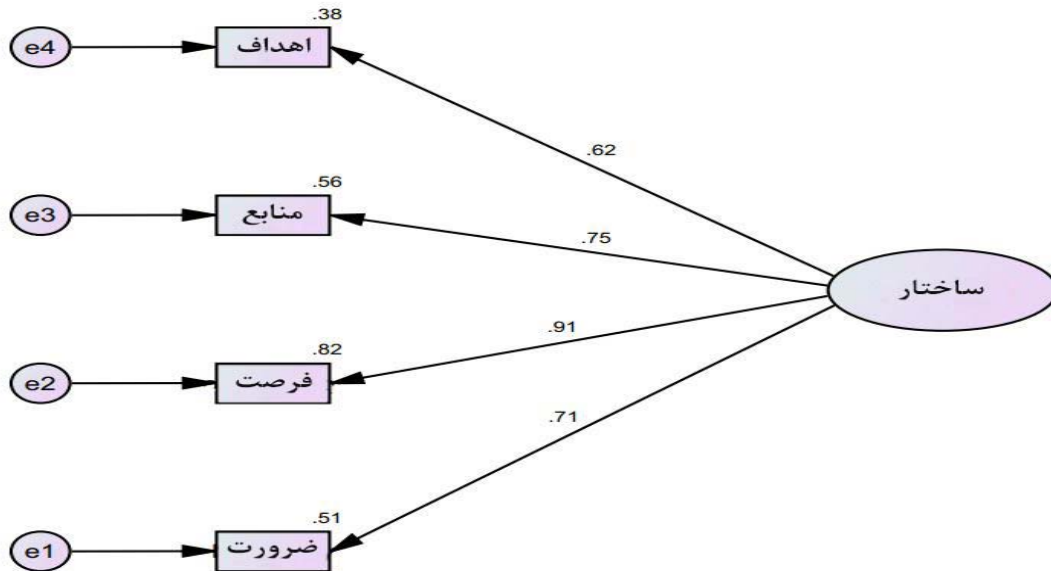 .38
e4
اهداف
.62
.56
e3
منابع
.75
ساختار
.91
.82
e2
فرصت
.71
.51
e1
ضرورت